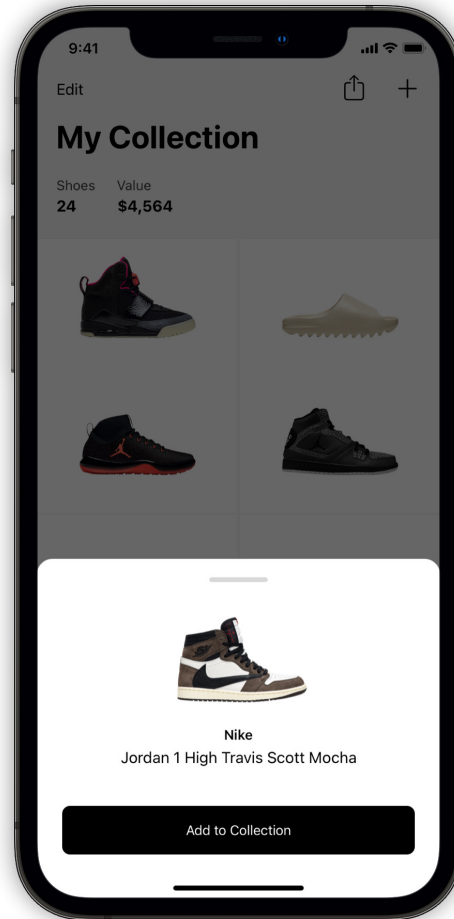 9:41
Edit
My Collection
Shoes Value
24 $4,564
Nike
Jordan 1 High Travis Scott Mocha
Add to Collection